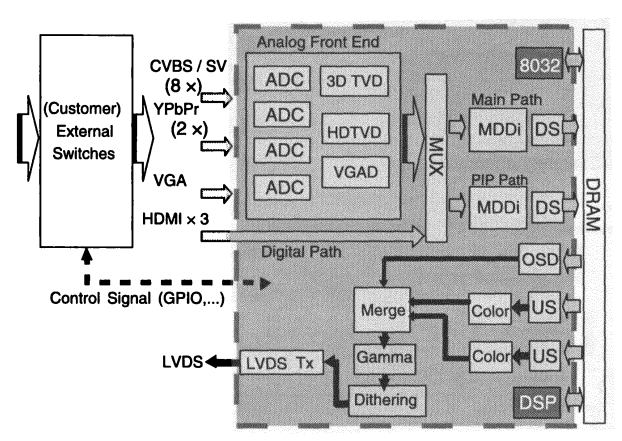 Analog Front End
CVBS / SV
(8 ×)
YPbPr
(2 ×)
VGA
HDMI × 3
(Customer)
External
Switches
ADC
ADC
ADC
ADC
3D TVD
HDTVD
VGAD
MUX
8032
Main Path
MDDi
DS
PIP Path
MDDi
DS
DRAM
Digital Path
OSD
Control Signal (GPIO,...)
Merge
Color
US
Gamma
Color
US
LVDS
LVDS Tx
Dithering
DSP